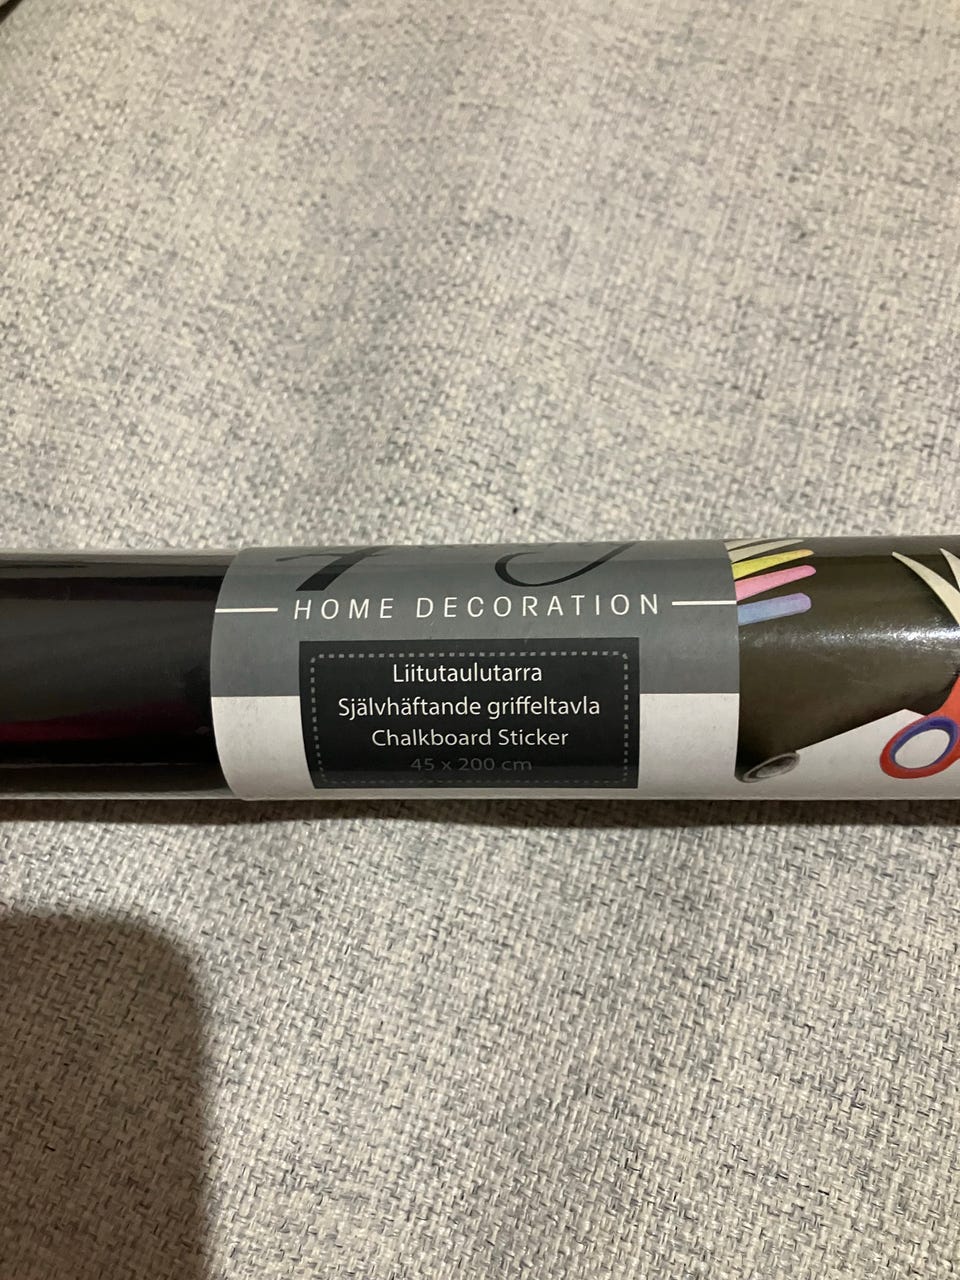 HOME DECORATION
Liitutaulutarra
Självhäftande griffeltavla
Chalkboard Sticker
45 x 200 cm